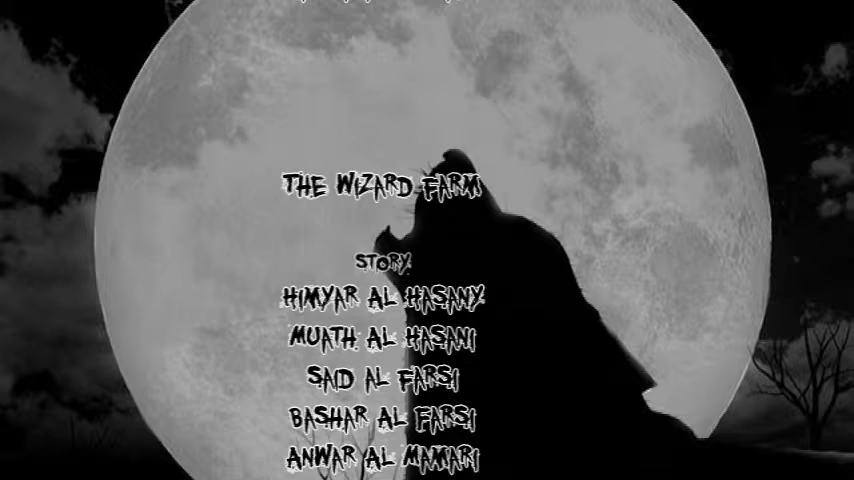 THE WIZARD FARM
STORY
HIMYAR AL HASANY
MUATH AL HASANI
SAID AL FARSI
BASHAR AL FARSI
ANWAR AL MAMARI